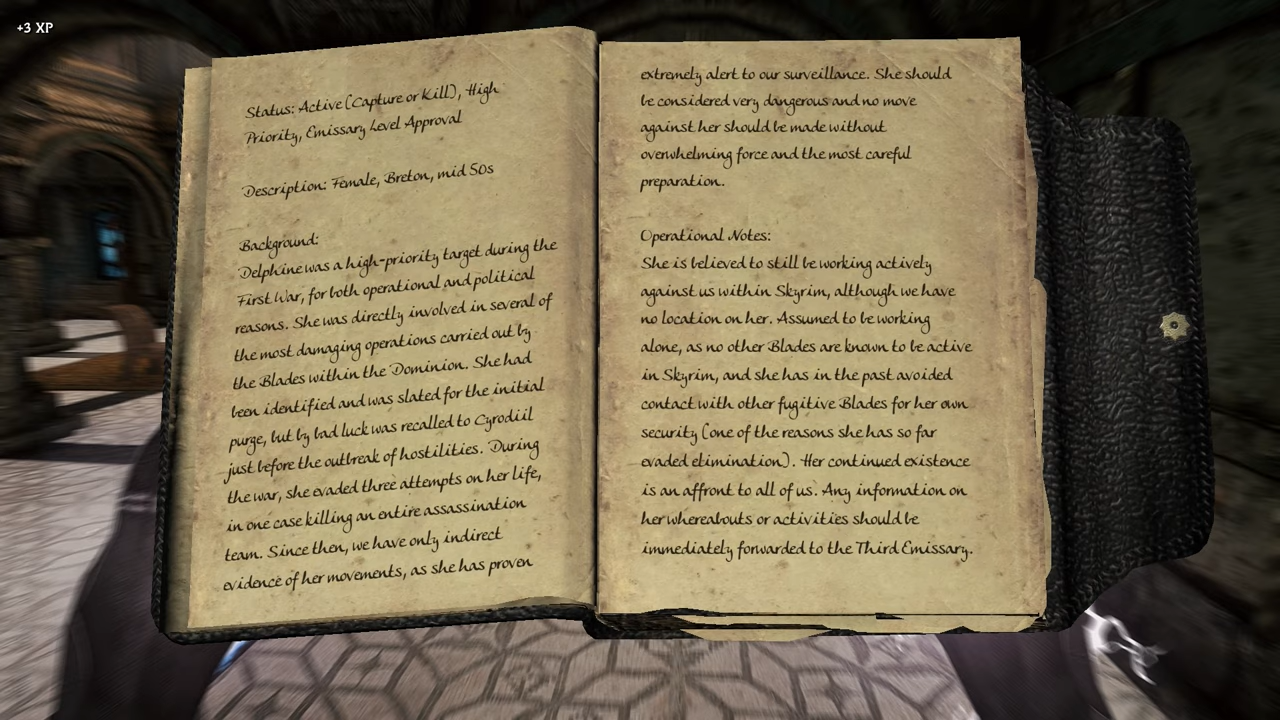 +3 XP
Status: Active (Capture or Kill), High
Priority, Emissary Level Approval
Description: Female, Breton, mid 50s
Background:
Delphine was a high-priority target during the
First War, for both operational and political
reasons. She was directly involved in several of
the most damaging operations carried out by
the Blades within the Dominion. She had
been identified and was slated for the initial
purge, but by bad luck was recalled to Cyrodiil
just before the outbreak of hostilities. During
the war, she evaded three attempts on her life,
in one case killing an entire assassination
team. Since then, we have only indirect
evidence of her movements, as she has proven
extremely alert to our surveillance. She should
be considered very dangerous and no move
against her should be made without
overwhelming force and the most careful
preparation.
Operational Notes:
She is believed to still be working actively
against us within Skyrim, although we have
no location on her. Assumed to be working
alone, as no other Blades are known to be active
in Skyrim, and she has in the past avoided
contact with other fugitive Blades for her own
security (one of the reasons she has so far
evaded elimination). Her continued existence
is an affront to all of us. Any information on
her whereabouts or activities should be
immediately forwarded to the Third Emissary.